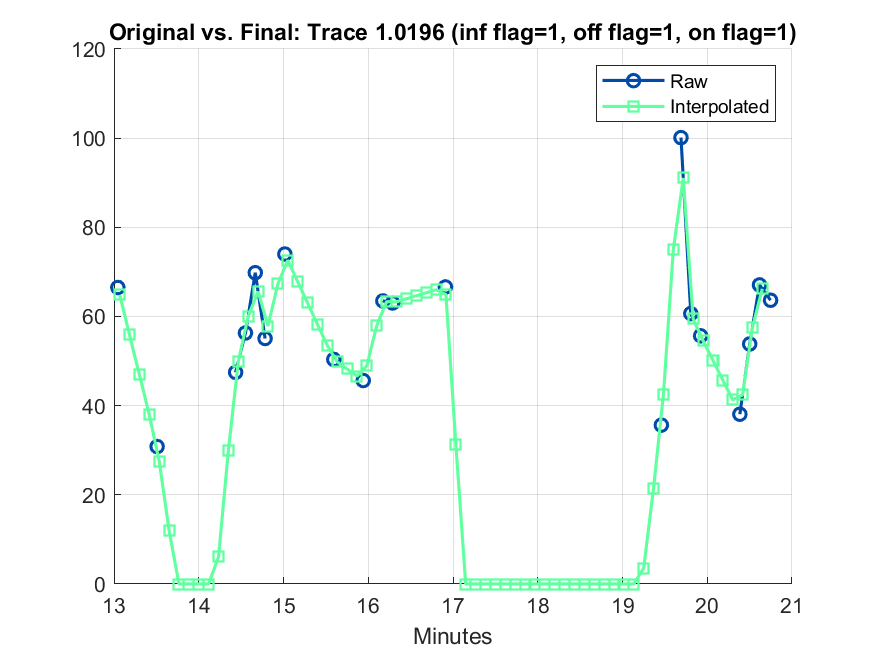 Original vs. Final: Trace 1.0196 (inf flag=1, off flag=1, on flag=1)
120
100
80
60
40
20
0
Raw
Interpolated
13 14 15 16 17 18 19 20 21
Minutes